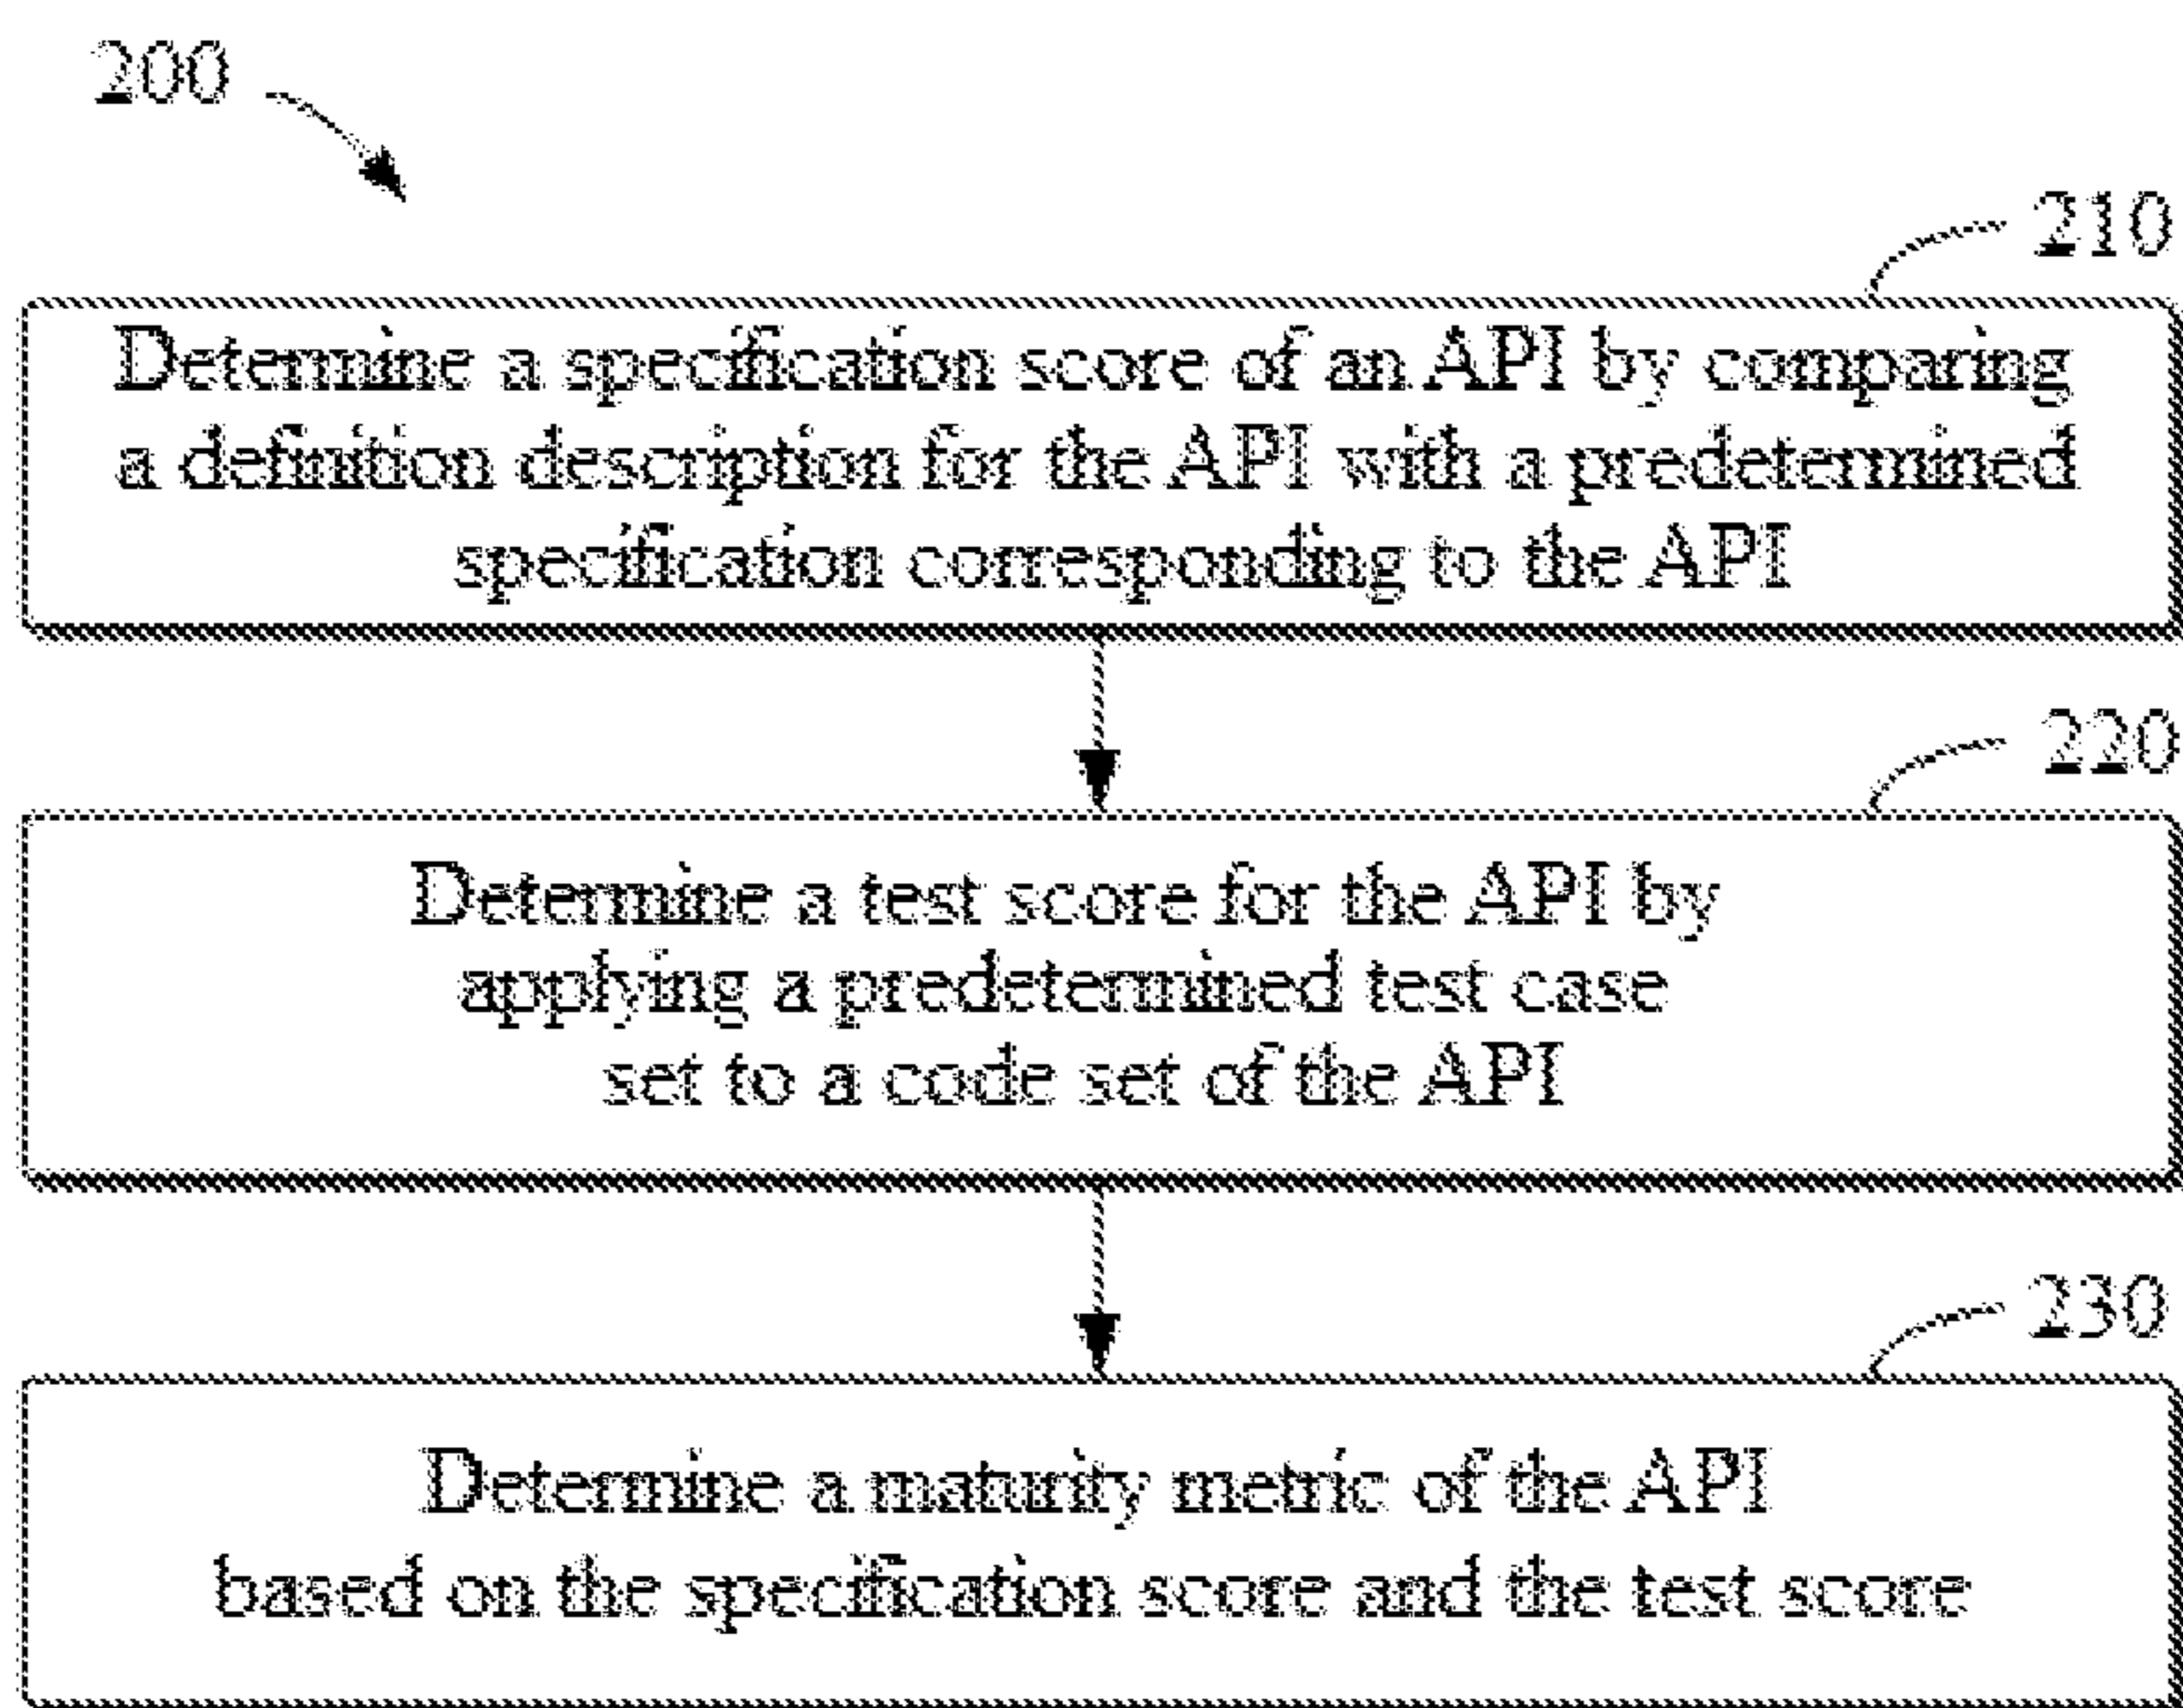 200
210
Determine a specification score of an API by comparing
a definition description for the API with a predetermined
specification corresponding to the API
220
Determine a test score for the API by
applying a predetermined test case
set to a code set of the API
230
Determine a maturity metric of the API
based on the specification score and the test score